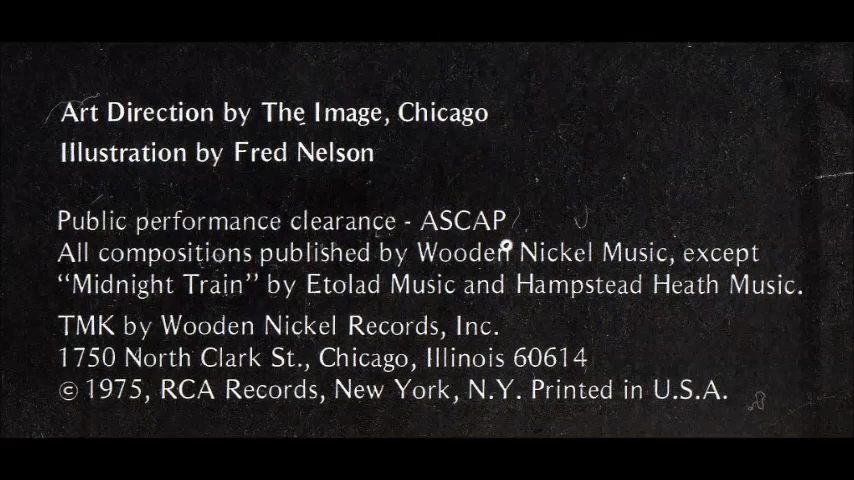 Art Direction by The Image, Chicago
Illustration by Fred Nelson
Public performance clearance - ASCAP
All compositions published by Wooden Nickel Music, except
“Midnight Train” by Etolad Music and Hampstead Heath Music.
TMK by Wooden Nickel Records, Inc.
1750 North Clark St., Chicago, Illinois 60614
© 1975, RCA Records, New York, N.Y. Printed in U.S.A.